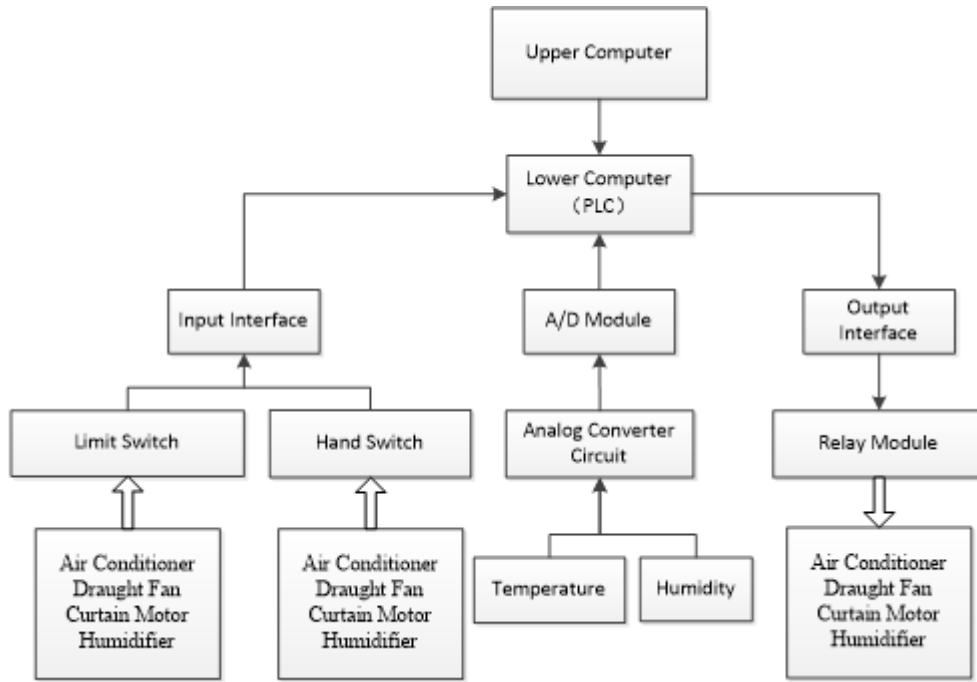 Upper Computer
Lower Computer
（PLC）
Input Interface
A/D Module
Output
Interface
Limit Switch
Hand Switch
Analog Converter
Circuit
Relay Module
Air Conditioner
Draught Fan
Curtain Motor
Humidifier
Air Conditioner
Draught Fan
Curtain Motor
Humidifier
Temperature
Humidity
Air Conditioner
Draught Fan
Curtain Motor
Humidifier